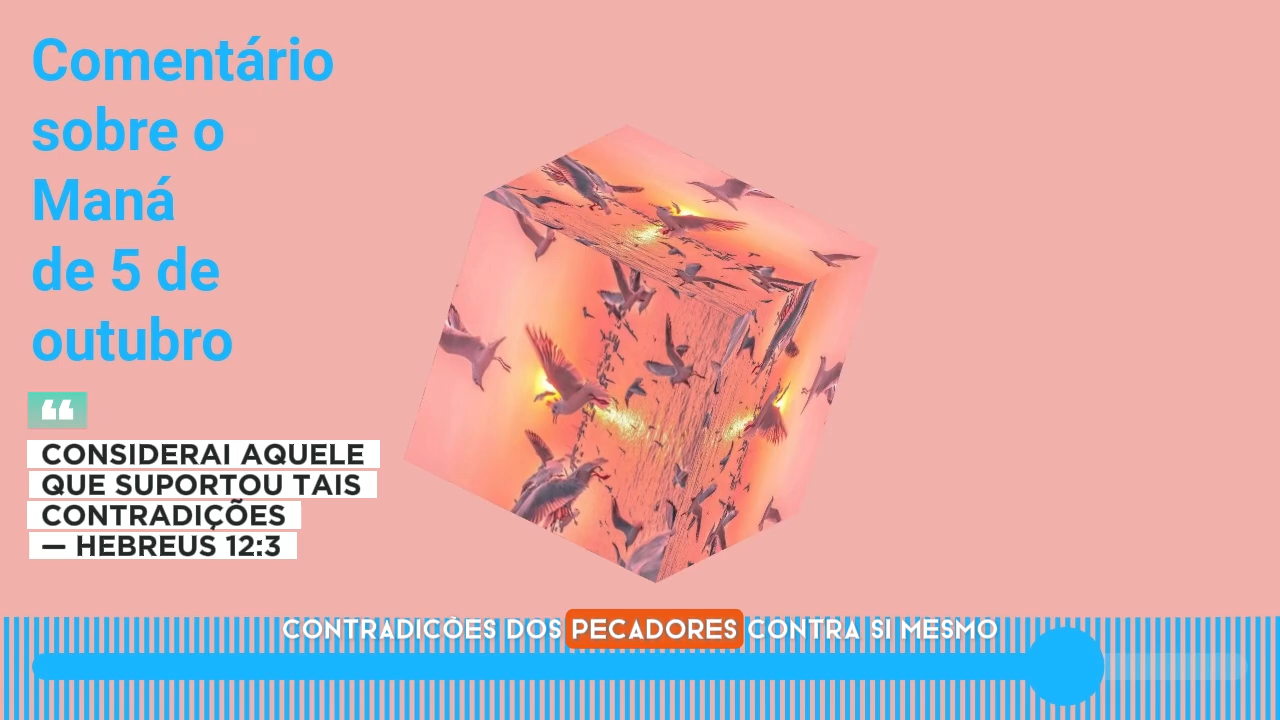 Comentário
sobre o
Maná
de 5 de
outubro
❝
CONSIDERAI AQUELE
QUE SUPORTOU TAIS
CONTRADIÇÕES
— HEBREUS 12:3
CONTRADICÕES DOS PECADORES CONTRA SI MESMO